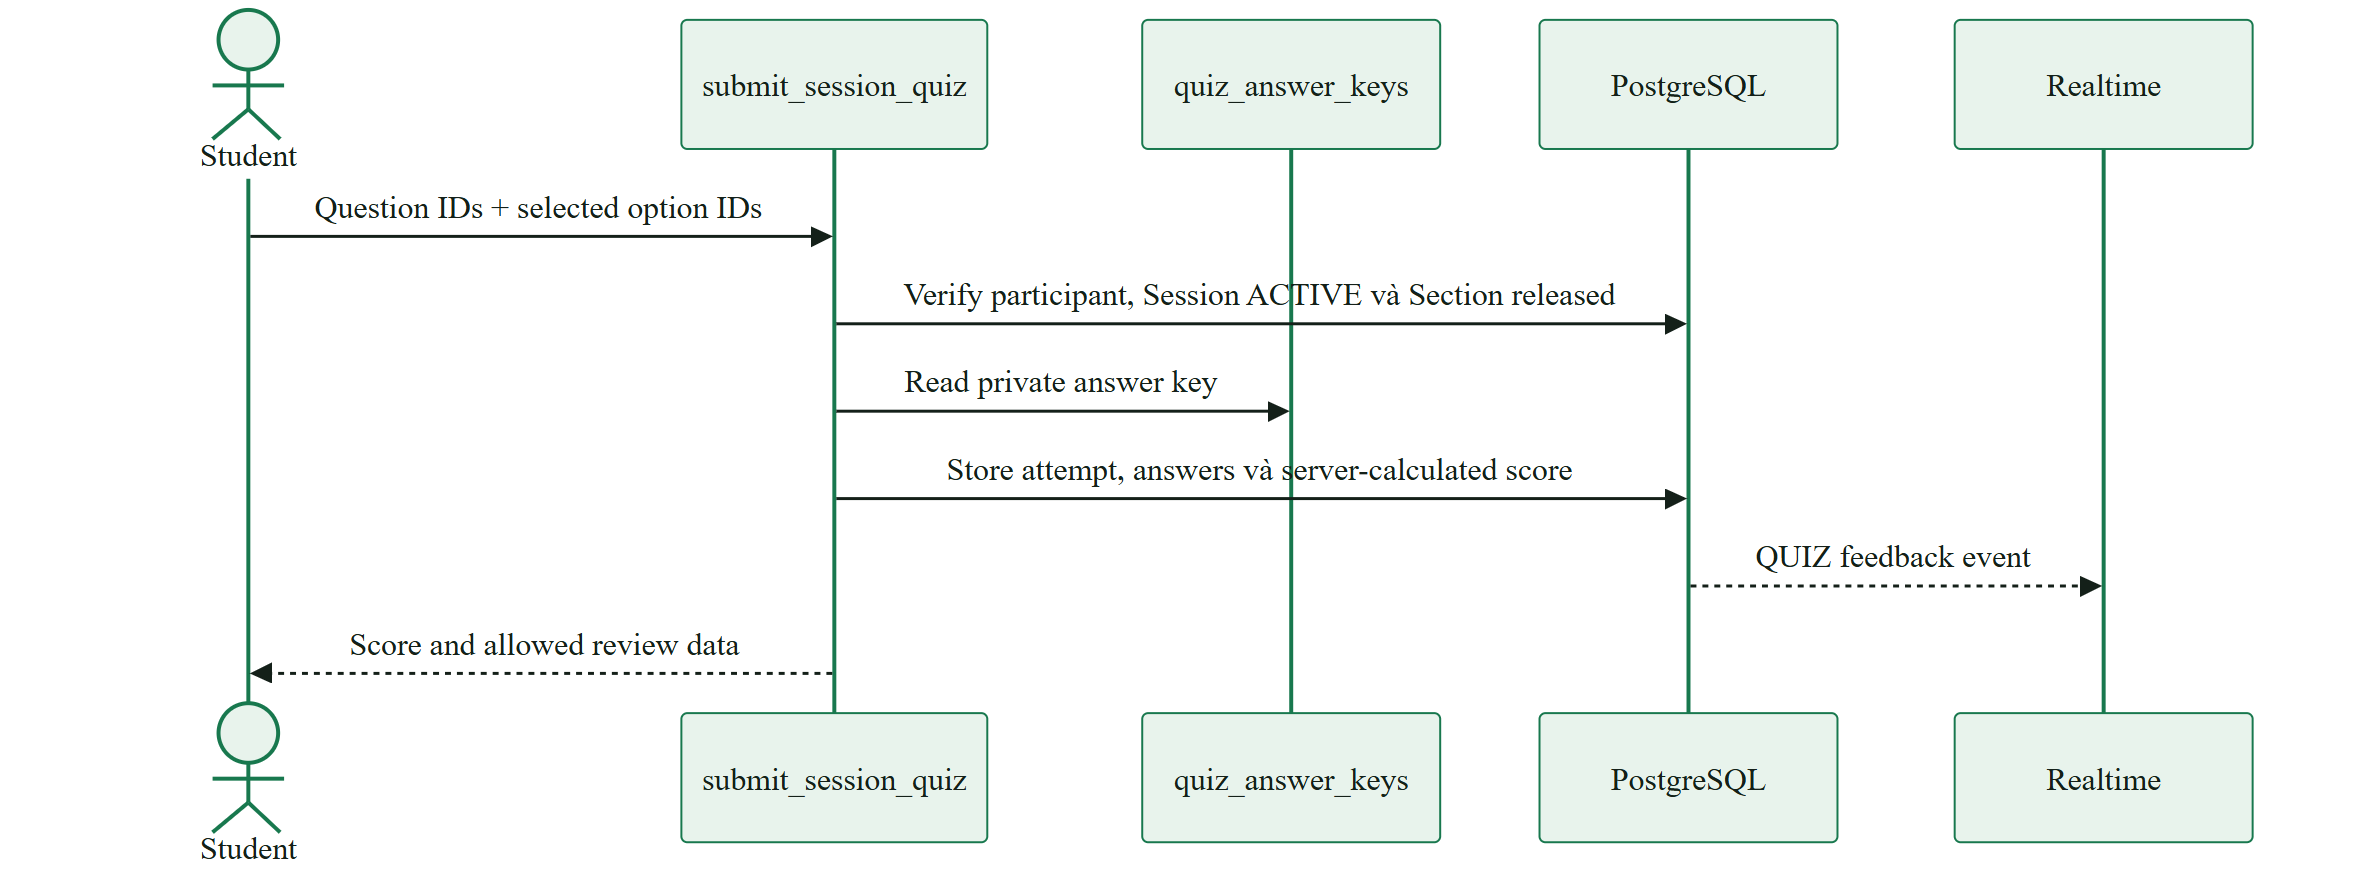 Student
submit_session_quiz
quiz_answer_keys
PostgreSQL
Realtime
Question IDs + selected option IDs
Verify participant, Session ACTIVE và Section released
Read private answer key
Store attempt, answers và server-calculated score
QUIZ feedback event
Score and allowed review data
Student
submit_session_quiz
quiz_answer_keys
PostgreSQL
Realtime